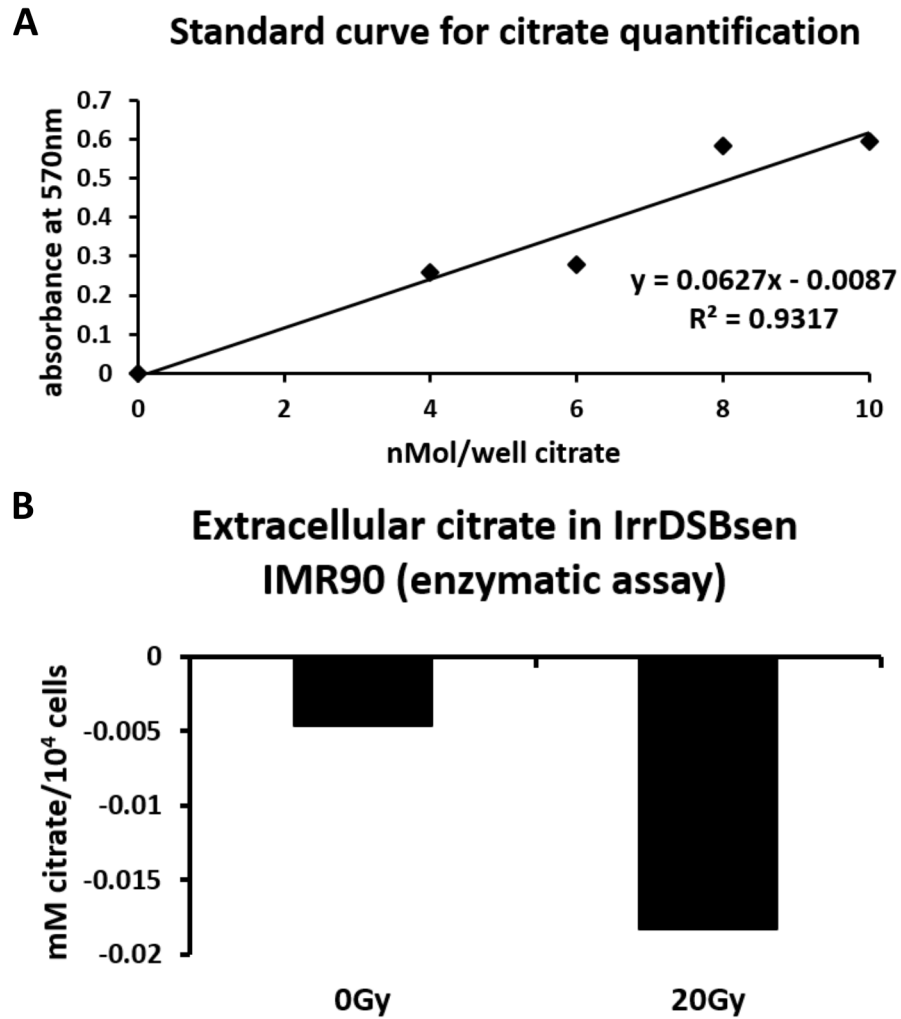 A
Standard curve for citrate quantification
absorbance at 570nm
0.7
0.6
0.5
0.4
0.3
0.2
0.1
0
y = 0.0627x - 0.0087
R² = 0.9317
0 2 4 6 8 10
nMol/well citrate
B
Extracellular citrate in IrrDSBsen
IMR90 (enzymatic assay)
mM citrate/10⁴ cells
0
-0.005
-0.01
-0.015
-0.02
0Gy 20Gy